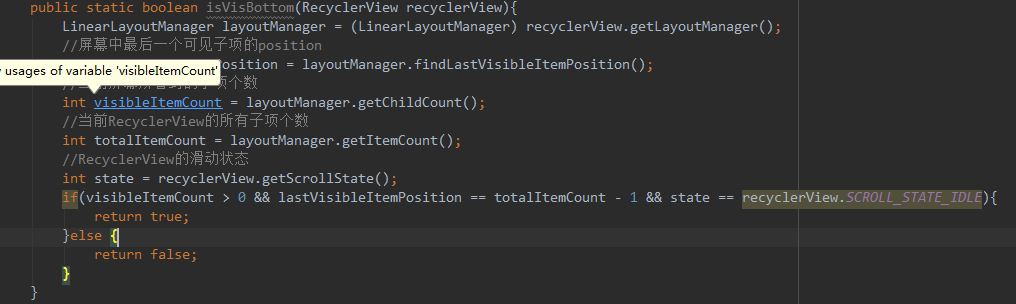 public static boolean isVisBottom(RecyclerView recyclerView){
LinearLayoutManager layoutManager = (LinearLayoutManager) recyclerView.getLayoutManager();
//屏幕中最后一个可见子项的position
usages of variable 'visibleItemCount' osition = layoutManager.findLastVisibleItemPosition();
到的子项个数
int visibleItemCount = layoutManager.getChildCount();
//当前RecyclerView的所有子项个数
int totalItemCount = layoutManager.getItemCount();
//RecyclerView的滑动状态
int state = recyclerView.getScrollState();
if(visibleItemCount > 0 && lastVisibleItemPosition == totalItemCount - 1 && state == recyclerView.SCROLL_STATE_IDLE){
return true;
}else {
return false;
}
}